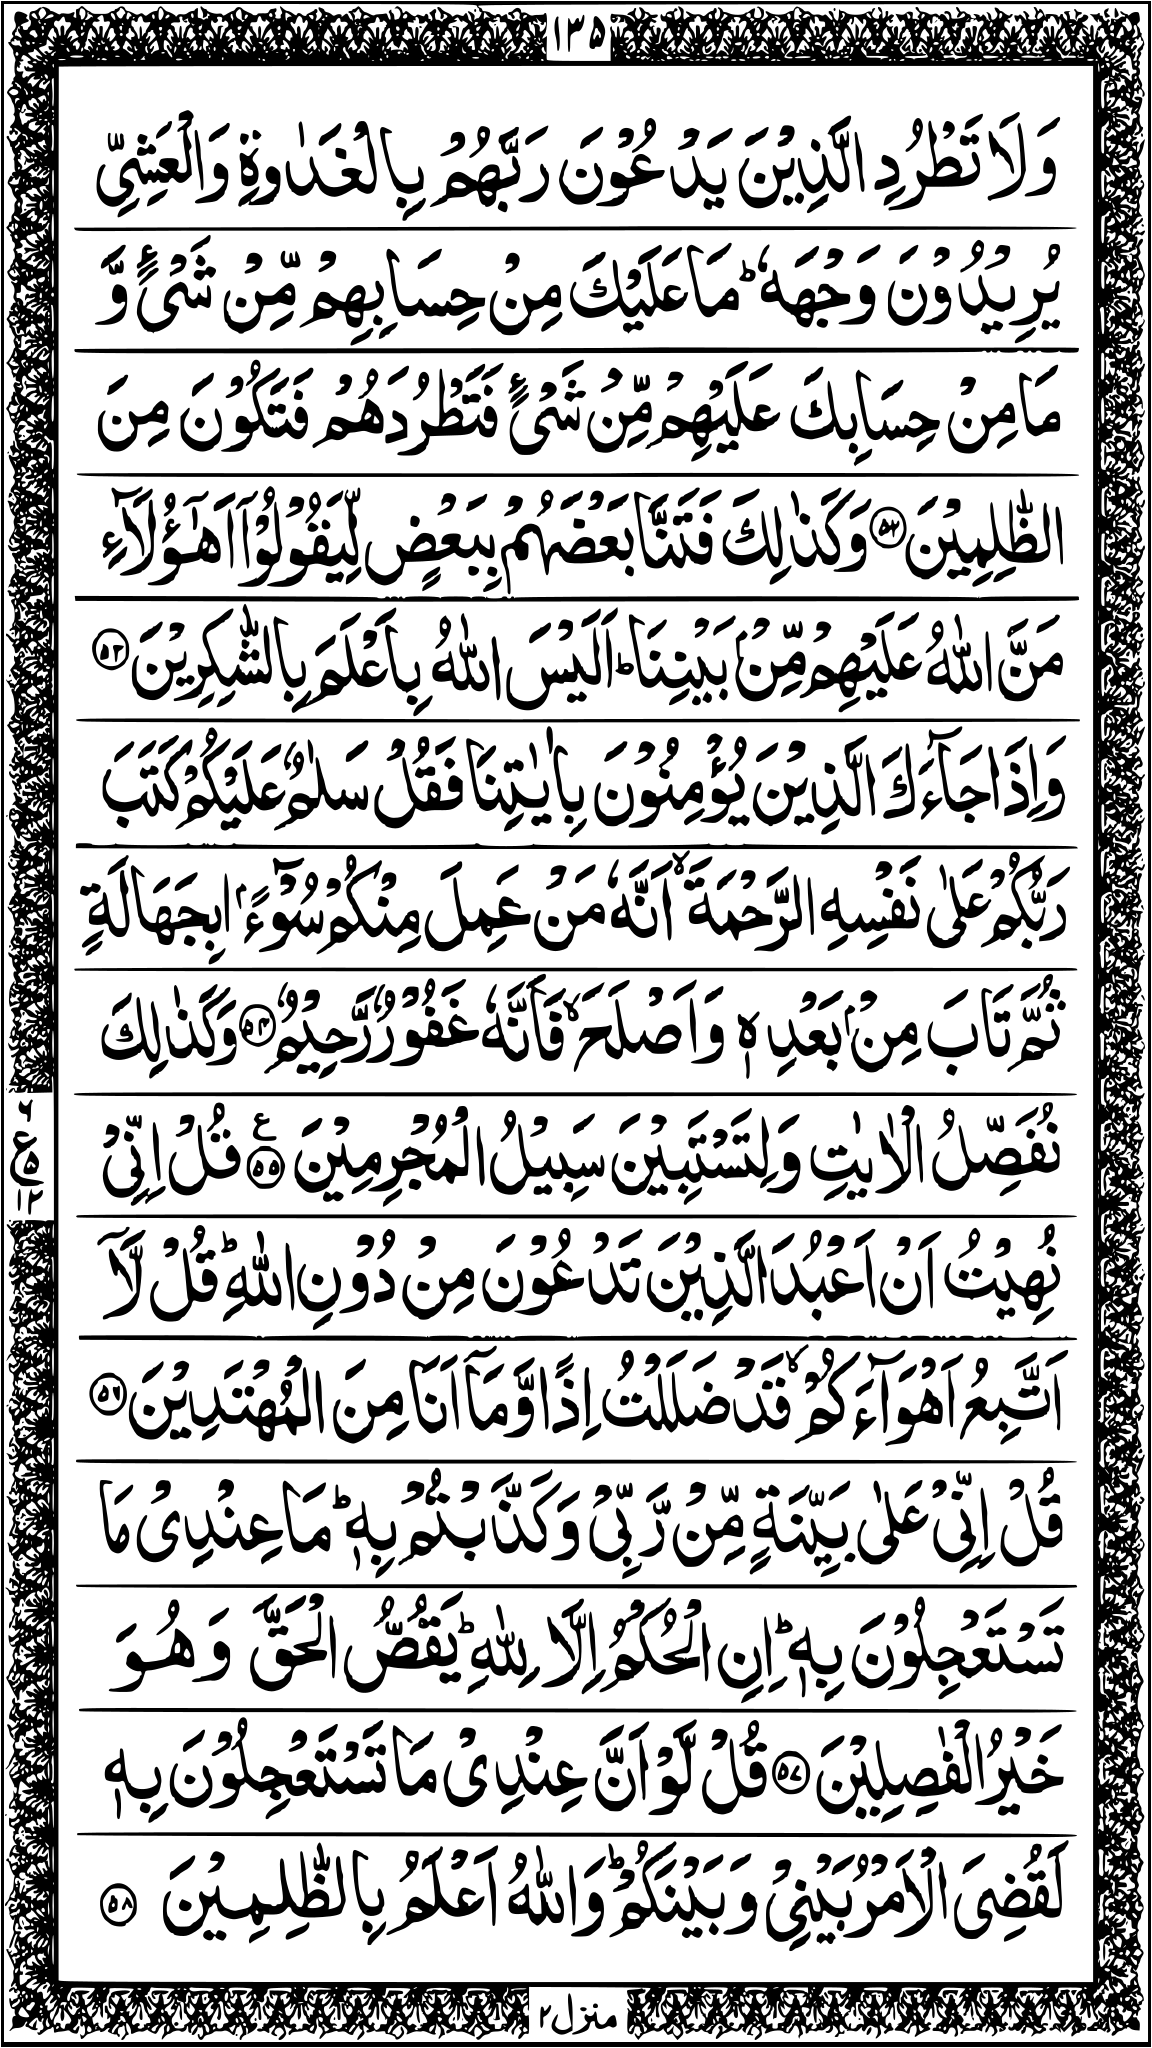 ۱۳۵
وَلَا تَطْرُدِ الَّذِيْنَ يَدْعُوْنَ رَبَّهُمْ بِالْغَدٰوةِ وَالْعَشِيِّ
يُرِيْدُوْنَ وَجْهَهٗ ؕ مَا عَلَيْكَ مِنْ حِسَابِهِمْ مِّنْ شَيْءٍ وَّ
مَا مِنْ حِسَابِكَ عَلَيْهِمْ مِّنْ شَيْءٍ فَتَطْرُدَهُمْ فَتَكُوْنَ مِنَ
الظّٰلِمِيْنَ ۵۲ وَكَذٰلِكَ فَتَنَّا بَعْضَهُمْ بِبَعْضٍ لِّيَقُوْلُوْۤا اَهٰۤؤُلَآءِ
مَنَّ اللّٰهُ عَلَيْهِمْ مِّنْۢ بَيْنِنَا ؕ اَلَيْسَ اللّٰهُ بِاَعْلَمَ بِالشّٰكِرِيْنَ ۵۳
وَاِذَا جَآءَكَ الَّذِيْنَ يُؤْمِنُوْنَ بِاٰيٰتِنَا فَقُلْ سَلٰمٌ عَلَيْكُمْ كَتَبَ
رَبُّكُمْ عَلٰى نَفْسِهِ الرَّحْمَةَ ۙ اَنَّهٗ مَنْ عَمِلَ مِنْكُمْ سُوْٓءًۢا بِجَهَالَةٍ
ثُمَّ تَابَ مِنْۢ بَعْدِهٖ وَاَصْلَحَ ۙ فَاَنَّهٗ غَفُوْرٌ رَّحِيْمٌ ۵۴ وَكَذٰلِكَ
نُفَصِّلُ الْاٰيٰتِ وَلِتَسْتَبِيْنَ سَبِيْلُ الْمُجْرِمِيْنَ ۵۵ ع قُلْ اِنِّيْ
۶
ع
۵
۱۲
نُهِيْتُ اَنْ اَعْبُدَ الَّذِيْنَ تَدْعُوْنَ مِنْ دُوْنِ اللّٰهِ ؕ قُلْ لَّاۤ
اَتَّبِعُ اَهْوَآءَكُمْ ۙ قَدْ ضَلَلْتُ اِذًا وَّمَاۤ اَنَا مِنَ الْمُهْتَدِيْنَ ۵۶
قُلْ اِنِّيْ عَلٰى بَيِّنَةٍ مِّنْ رَّبِّيْ وَكَذَّبْتُمْ بِهٖ ؕ مَا عِنْدِيْ مَا
تَسْتَعْجِلُوْنَ بِهٖ ؕ اِنِ الْحُكْمُ اِلَّا لِلّٰهِ ؕ يَقُصُّ الْحَقَّ وَهُوَ
خَيْرُ الْفٰصِلِيْنَ ۵۷ قُلْ لَّوْ اَنَّ عِنْدِيْ مَا تَسْتَعْجِلُوْنَ بِهٖ
لَقُضِيَ الْاَمْرُ بَيْنِيْ وَبَيْنَكُمْ ؕ وَاللّٰهُ اَعْلَمُ بِالظّٰلِمِيْنَ ۵۸
منزل ۲